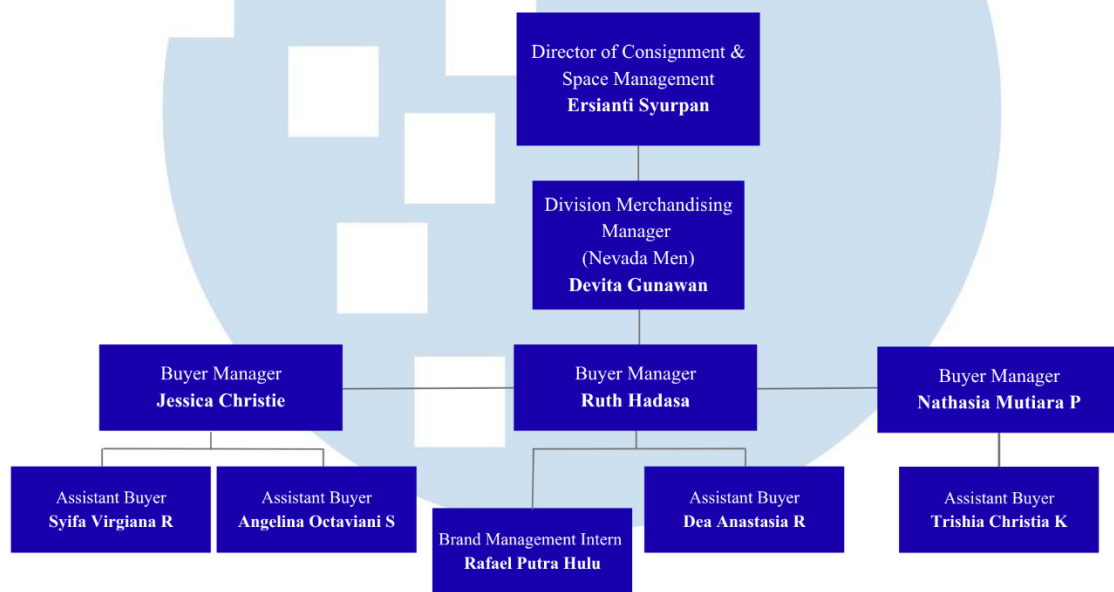 Director of Consignment &
Space Management
Ersianti Syurpan
Division Merchandising
Manager
(Nevada Men)
Devita Gunawan
Buyer Manager
Jessica Christie
Buyer Manager
Ruth Hadasa
Buyer Manager
Nathasia Mutiara P
Assistant Buyer
Syifa Virgiana R
Assistant Buyer
Angelina Octaviani S
Brand Management Intern
Rafael Putra Hulu
Assistant Buyer
Dea Anastasia R
Assistant Buyer
Trishia Christia K